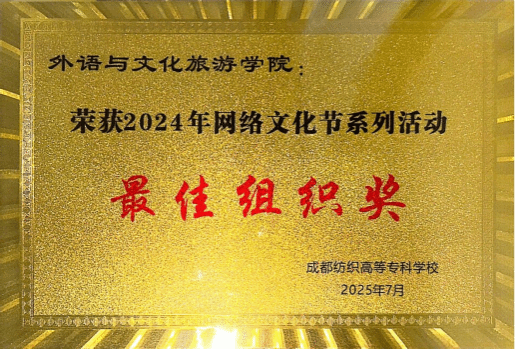 外语与文化旅游学院：
荣获2024年网络文化节系列活动
最佳组织奖
成都纺织高等专科学校
2025年7月